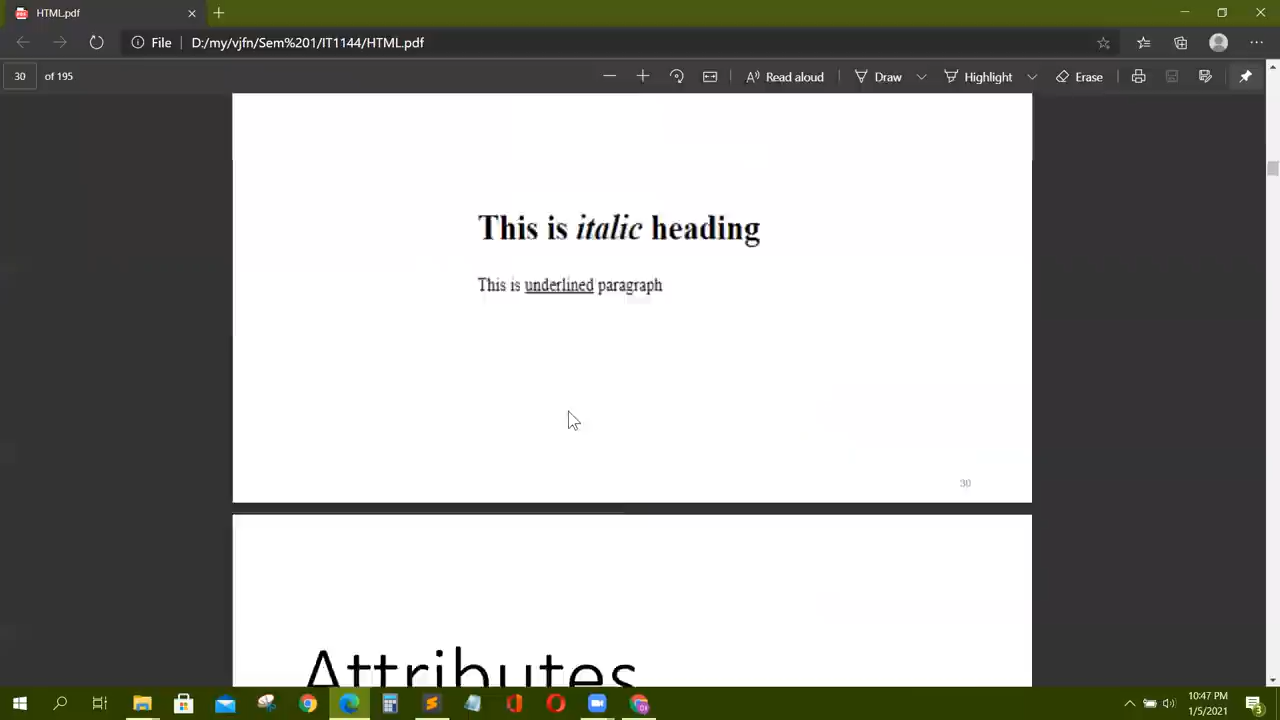 HTML.pdf
File D:/my/vjfn/Sem%201/IT1144/HTML.pdf
30 of 195 Read aloud Draw Highlight Erase
This is italic heading
This is underlined paragraph
30
Attributes
10:47 PM
1/5/2021
3